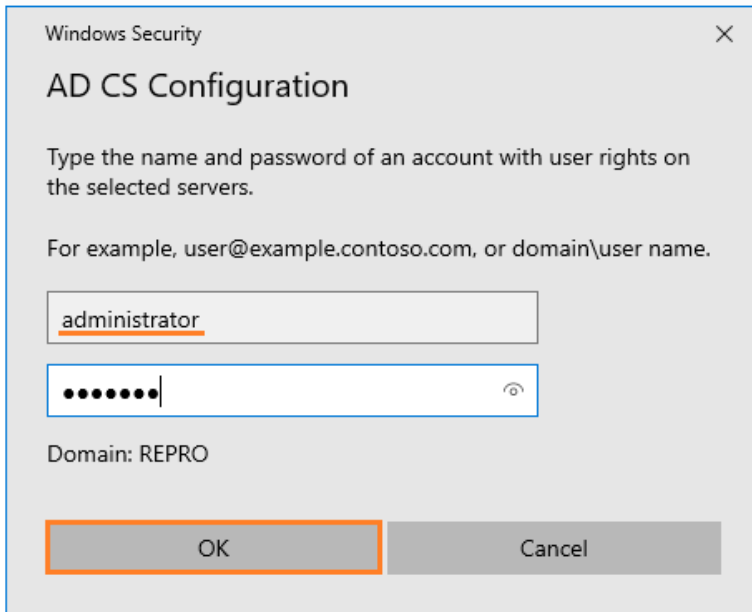 Windows Security
AD CS Configuration
Type the name and password of an account with user rights on
the selected servers.
For example, user@example.contoso.com, or domain\user name.
administrator
●●●●●●●
Domain: REPRO
OK
Cancel